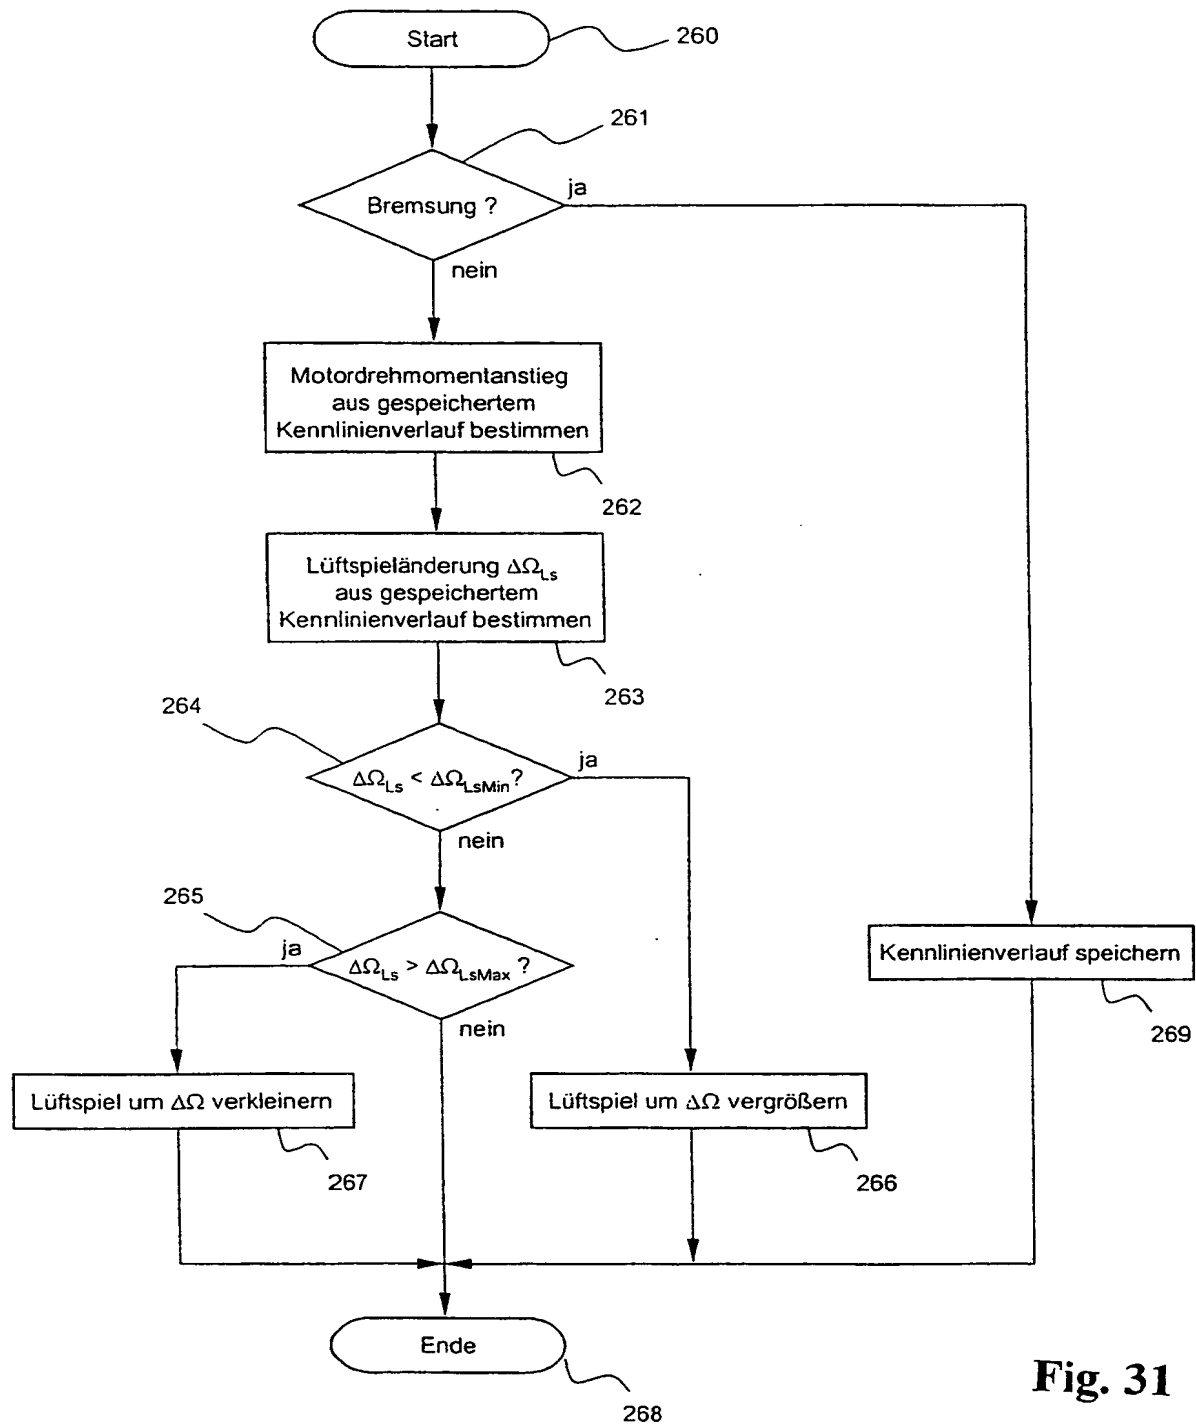 Start
260
261
ja
Bremsung ?
nein
Motordrehmomentanstieg
aus gespeichertem
Kennlinienverlauf bestimmen
262
Lüftspieländerung ΔΩLs
aus gespeichertem
Kennlinienverlauf bestimmen
263
264
ja
ΔΩLs < ΔΩLsMin?
nein
265
ja
ΔΩLs > ΔΩLsMax ?
nein
Kennlinienverlauf speichern
269
Lüftspiel um ΔΩ verkleinern
267
Lüftspiel um ΔΩ vergrößern
266
Ende
268
Fig. 31